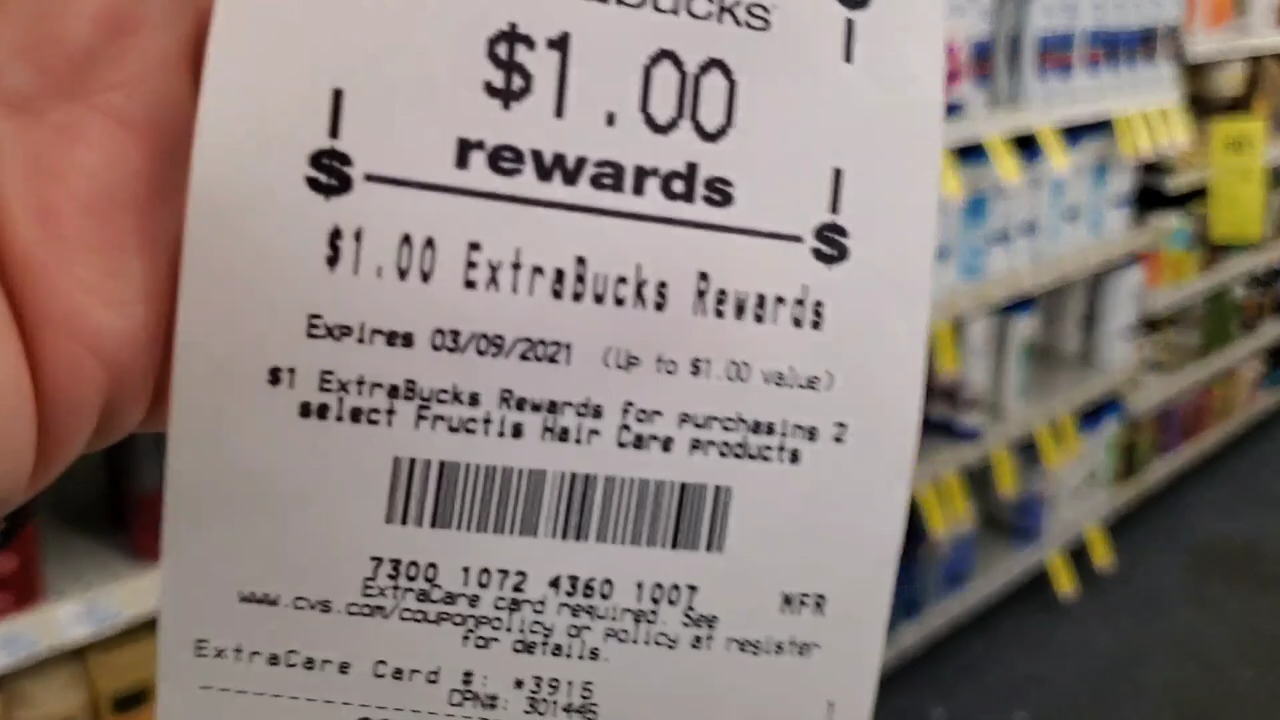 $1.00
rewards
$ $
$1.00 ExtraBucks Rewards
Expires 03/09/2021 (Up to $1.00 value)
$1 ExtraBucks Rewards for purchasing 2
select Fructis Hair Care products
7300 1072 4360 1007 MFR
ExtraCare card required. See
www.cvs.com/couponpolicy or policy at register
for details.
ExtraCare Card #: *3915
CPN#: 301445